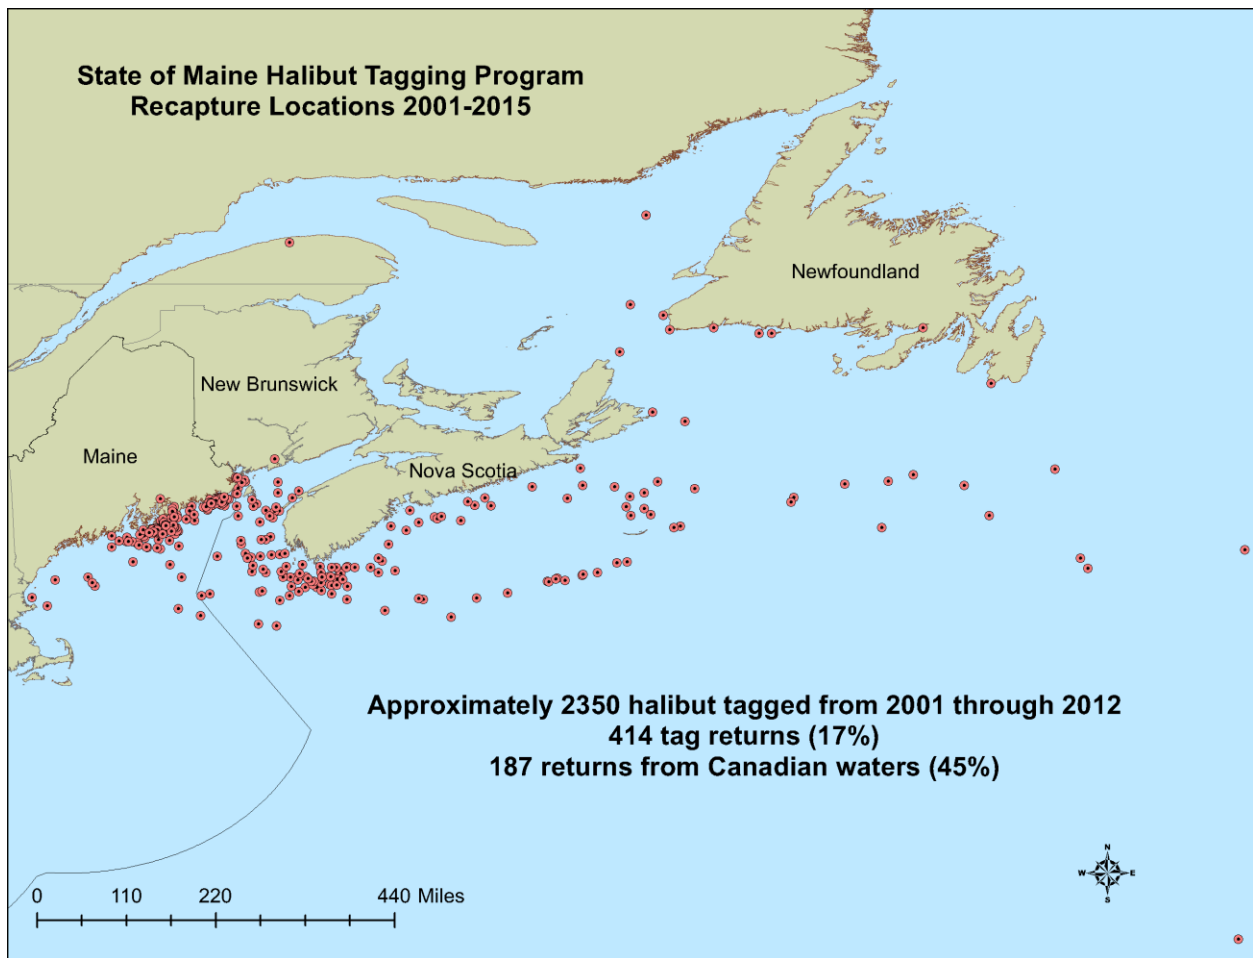 State of Maine Halibut Tagging Program
Recapture Locations 2001-2015
Newfoundland
New Brunswick
Maine
Nova Scotia
Approximately 2350 halibut tagged from 2001 through 2012
414 tag returns (17%)
187 returns from Canadian waters (45%)
N
W E
S
0 110 220 440 Miles